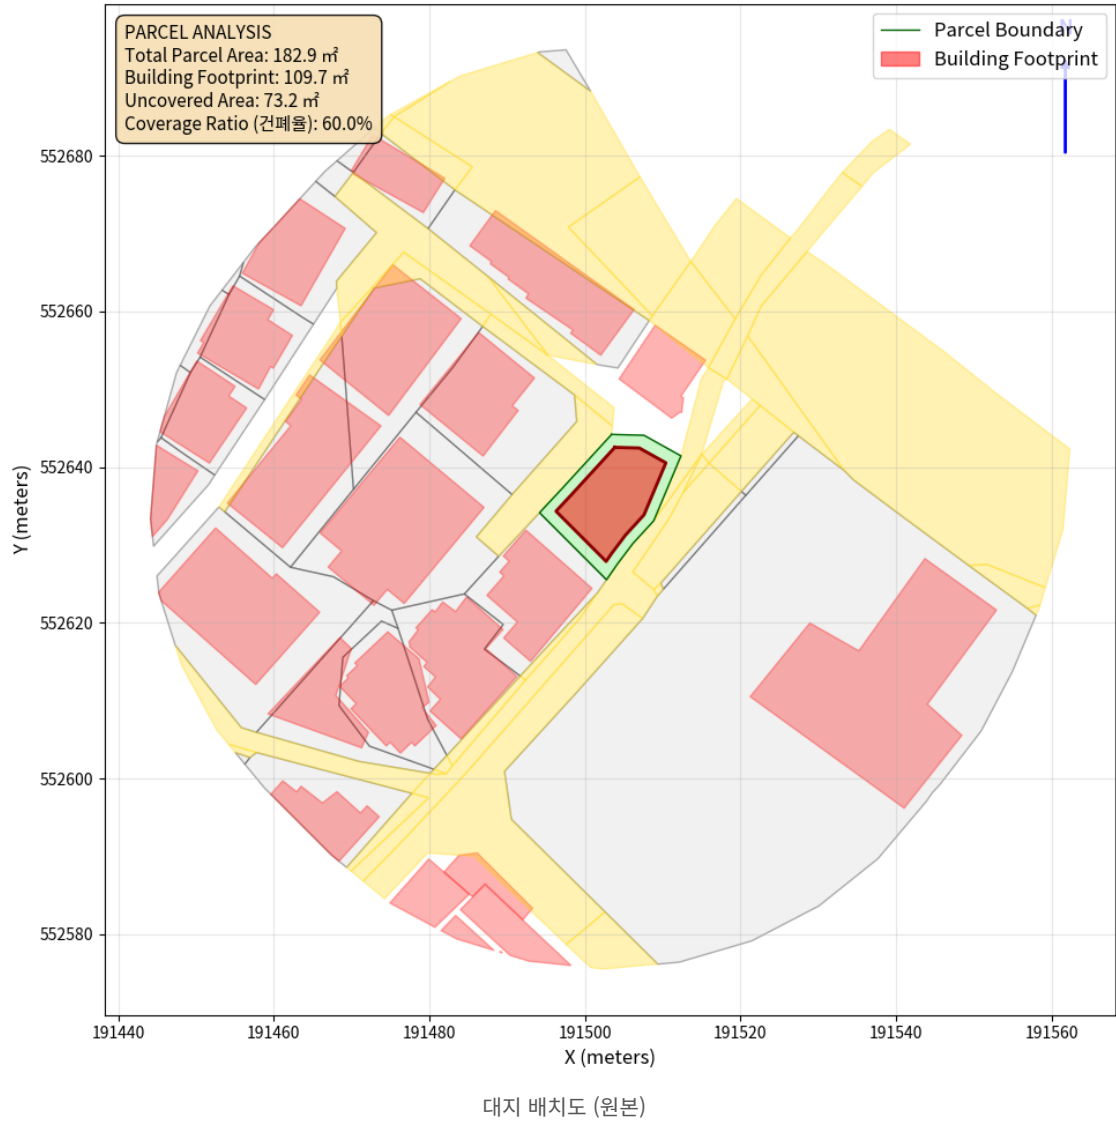 PARCEL ANALYSIS
Total Parcel Area: 182.9 ㎡
Building Footprint: 109.7 ㎡
Uncovered Area: 73.2 ㎡
Coverage Ratio (건폐율): 60.0%
Parcel Boundary
Building Footprint
N
552680
552660
552640
552620
552600
552580
Y (meters)
191440 191460 191480 191500 191520 191540 191560
X (meters)
대지 배치도 (원본)